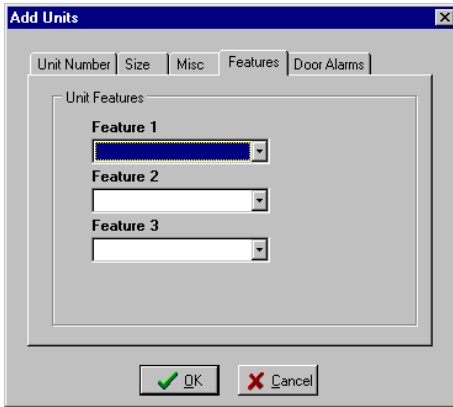 Add Units
Unit Number Size Misc Features Door Alarms
Unit Features
Feature 1
Feature 2
Feature 3
OK Cancel